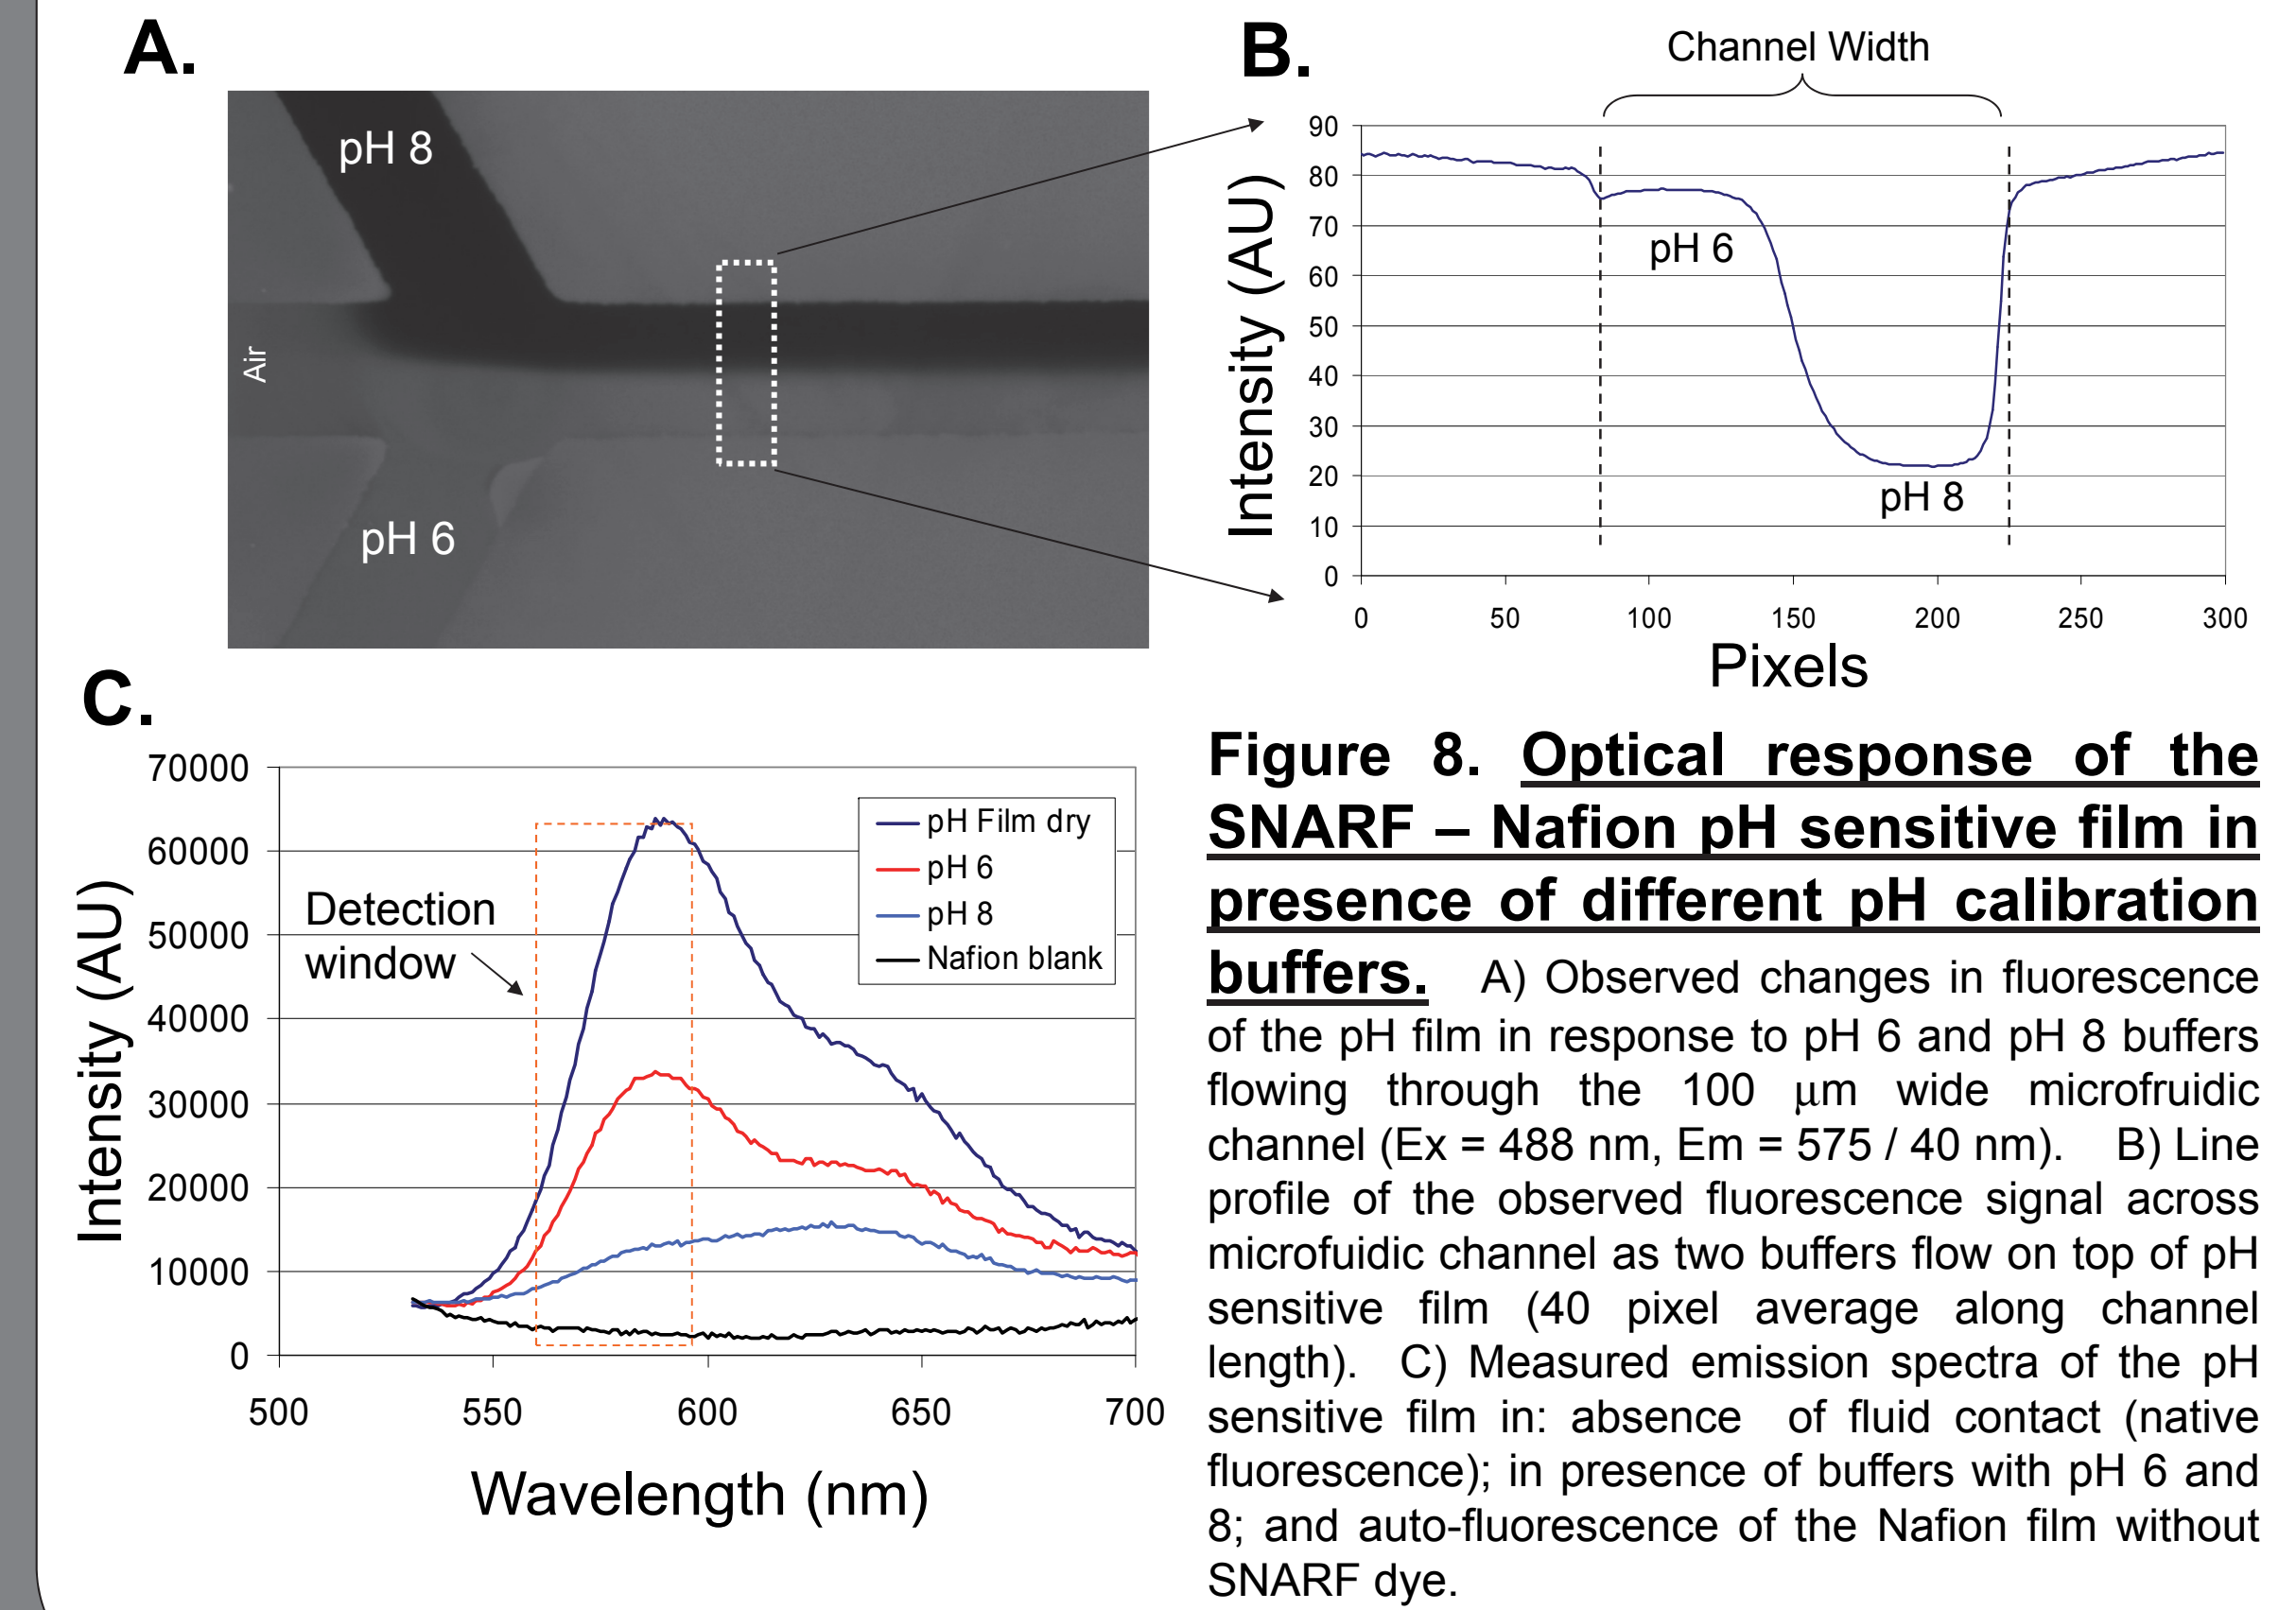 A.
pH 8
Air
pH 6
B.
Channel Width
Intensity (AU)
90
80
70
60
50
40
30
20
10
0
pH 6
pH 8
0 50 100 150 200 250 300
Pixels
C.
Intensity (AU)
70000
60000
50000
40000
30000
20000
10000
0
Detection
window
pH Film dry
pH 6
pH 8
Nafion blank
500 550 600 650 700
Wavelength (nm)
Figure 8. Optical response of the
SNARF – Nafion pH sensitive film in
presence of different pH calibration
buffers. A) Observed changes in fluorescence
of the pH film in response to pH 6 and pH 8 buffers
flowing through the 100 μm wide microfruidic
channel (Ex = 488 nm, Em = 575 / 40 nm). B) Line
profile of the observed fluorescence signal across
microfuidic channel as two buffers flow on top of pH
sensitive film (40 pixel average along channel
length). C) Measured emission spectra of the pH
sensitive film in: absence of fluid contact (native
fluorescence); in presence of buffers with pH 6 and
8; and auto-fluorescence of the Nafion film without
SNARF dye.